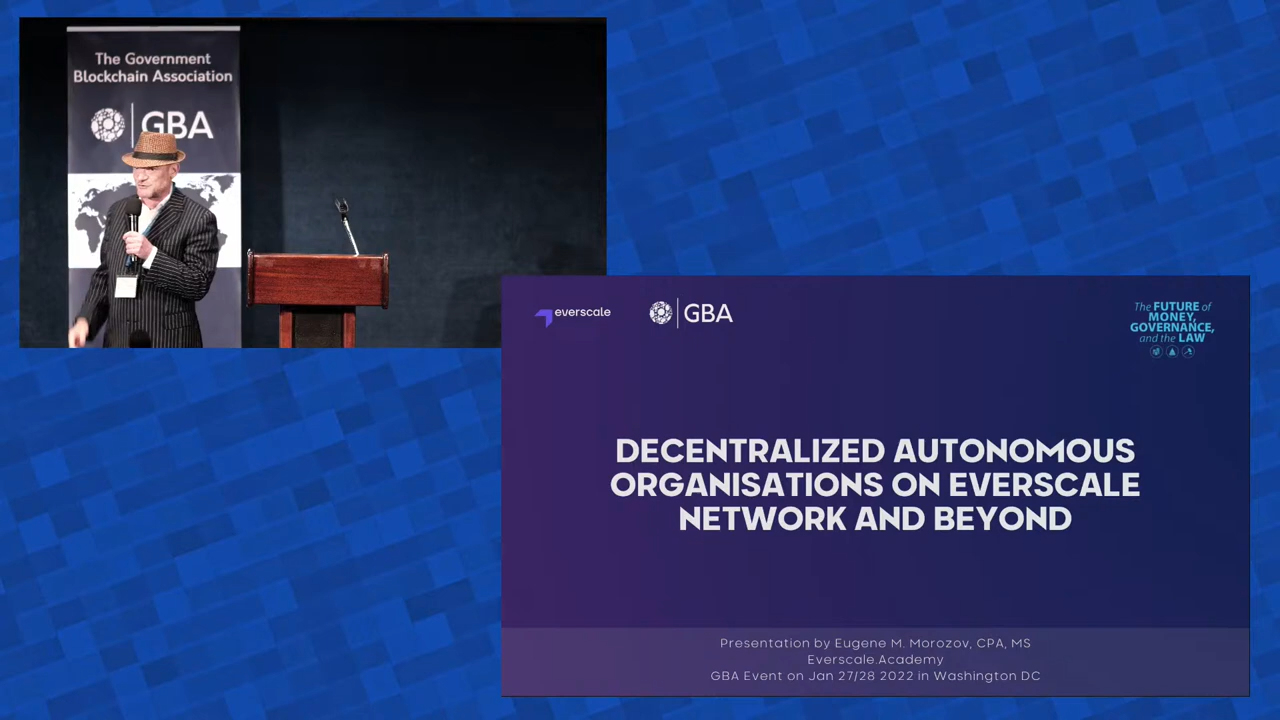 The Government
Blockchain Association
GBA
everscale
GBA
The FUTURE of
MONEY,
GOVERNANCE,
and the LAW
DECENTRALIZED AUTONOMOUS
ORGANISATIONS ON EVERSCALE
NETWORK AND BEYOND
Presentation by Eugene M. Morozov, CPA, MS
Everscale.Academy
GBA Event on Jan 27/28 2022 in Washington DC